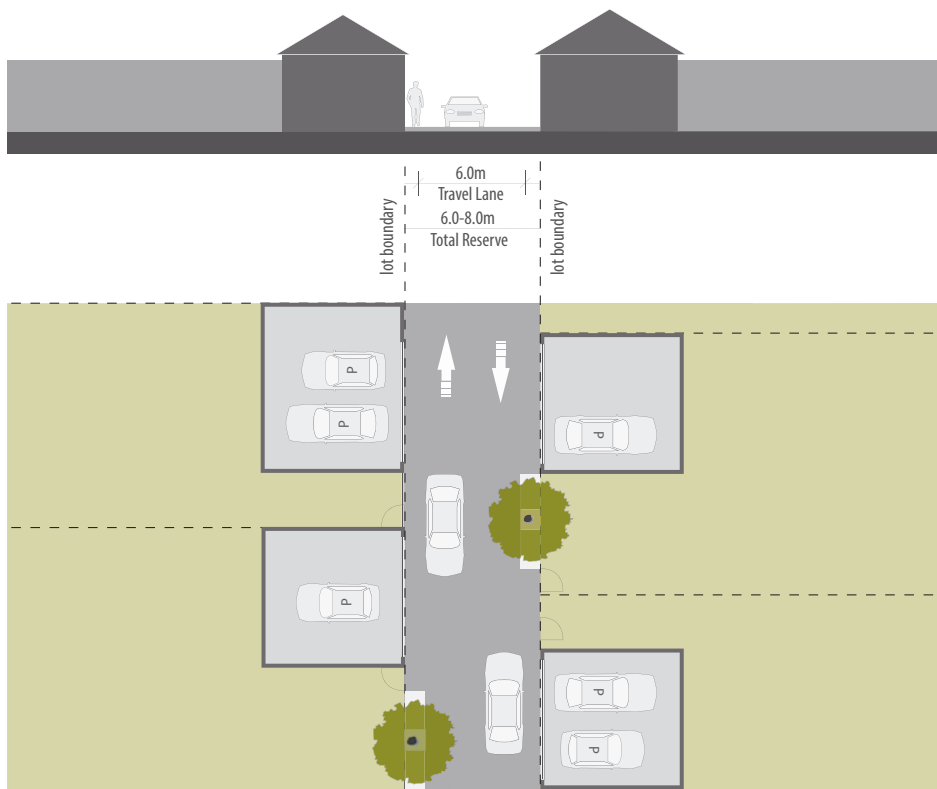 6.0m
Travel Lane
6.0-8.0m
Total Reserve
lot boundary
lot boundary
P
P
P
P
P
P